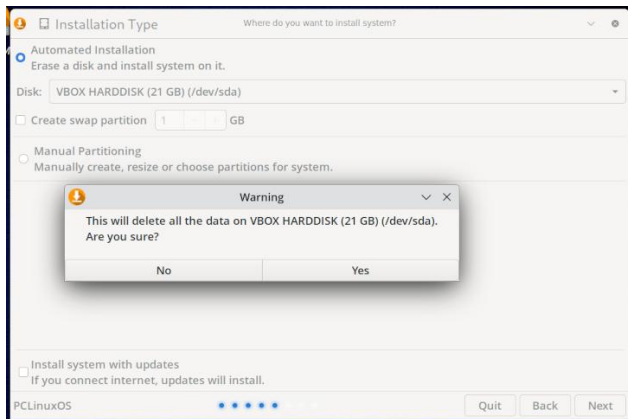 Installation Type
Where do you want to install system?
Automated Installation
Erase a disk and install system on it.
Disk: VBOX HARDDISK (21 GB) (/dev/sda)
Create swap partition 1 GB
Manual Partitioning
Manually create, resize or choose partitions for system.
Warning
This will delete all the data on VBOX HARDDISK (21 GB) (/dev/sda).
Are you sure?
No Yes
Install system with updates
If you connect internet, updates will install.
PCLinuxOS Quit Back Next